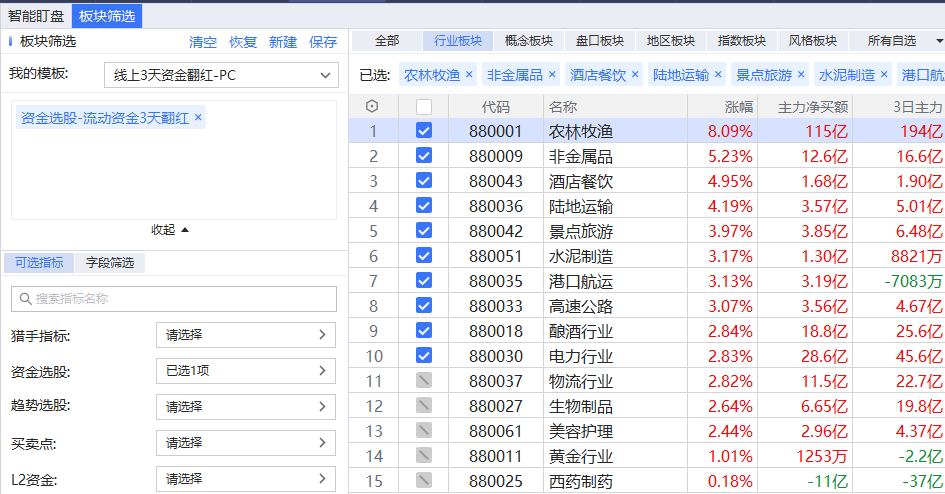 智能盯盘 板块筛选
板块筛选 清空 恢复 新建 保存
我的模板: 线上3天资金翻红-PC
资金选股-流动资金3天翻红 ×
收起
可选指标 字段筛选
搜索指标名称
猎手指标: 请选择
资金选股: 已选1项
趋势选股: 请选择
买卖点: 请选择
L2资金: 请选择
全部 行业板块 概念板块 盘口板块 地区板块 指数板块 风格板块 所有自选
已选: 农林牧渔 × 非金属品 × 酒店餐饮 × 陆地运输 × 景点旅游 × 水泥制造 × 港口航
代码 名称 涨幅 主力净买额 3日主力
1 880001 农林牧渔 8.09% 115亿 194亿
2 880009 非金属品 5.23% 12.6亿 16.6亿
3 880043 酒店餐饮 4.95% 1.68亿 1.90亿
4 880036 陆地运输 4.19% 3.57亿 5.01亿
5 880042 景点旅游 3.97% 3.85亿 6.48亿
6 880051 水泥制造 3.17% 1.30亿 8821万
7 880035 港口航运 3.13% 3.19亿 -7083万
8 880033 高速公路 3.07% 3.56亿 4.67亿
9 880018 酿酒行业 2.84% 18.8亿 25.6亿
10 880030 电力行业 2.83% 28.6亿 45.6亿
11 880037 物流行业 2.82% 11.5亿 22.7亿
12 880027 生物制品 2.64% 6.65亿 19.8亿
13 880061 美容护理 2.44% 2.96亿 4.37亿
14 880011 黄金行业 1.01% 1253万 -2.2亿
15 880025 西药制药 0.18% -11亿 -37亿